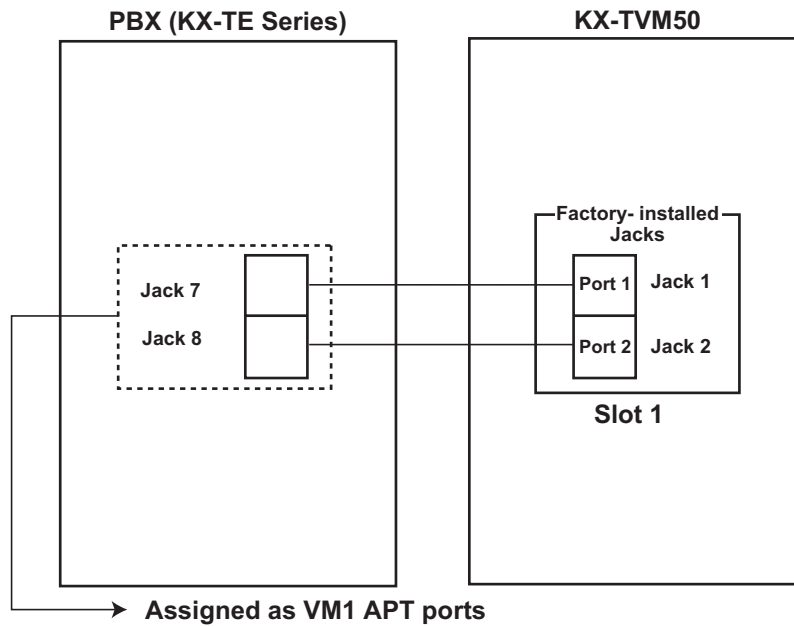 PBX (KX-TE Series)
KX-TVM50
Factory- installed
Jacks
Jack 7
Port 1
Jack 1
Jack 8
Port 2
Jack 2
Slot 1
Assigned as VM1 APT ports